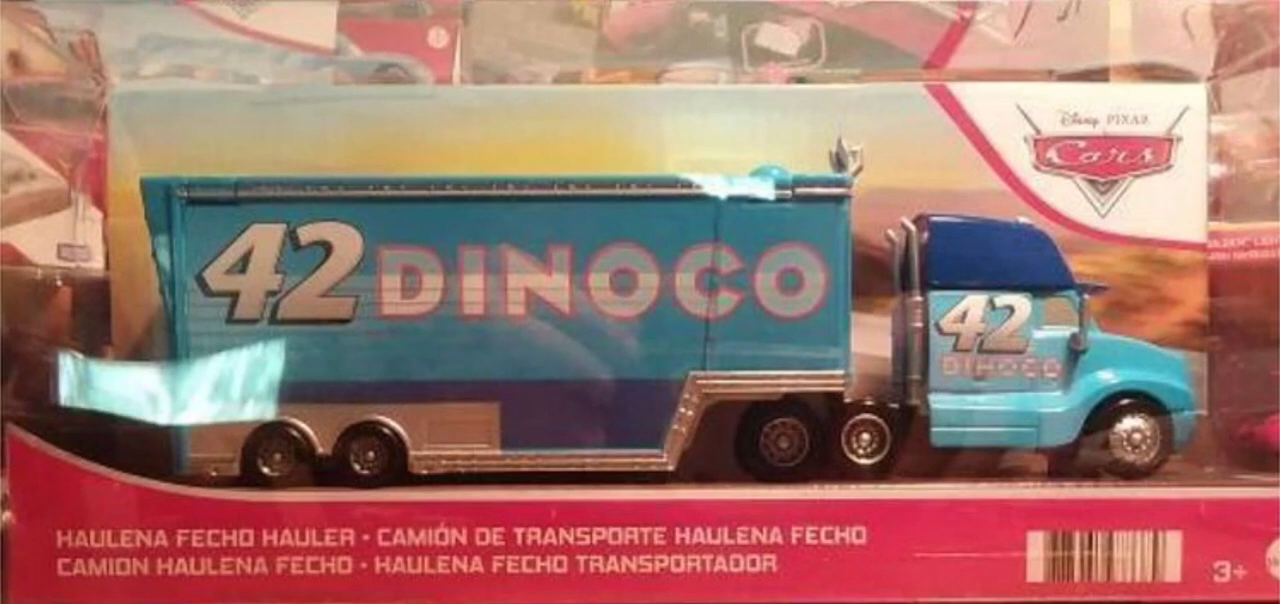 Disney PIXAR
Cars
42 DINOCO
42
DINOCO
HAULENA FECHO HAULER • CAMIÓN DE TRANSPORTE HAULENA FECHO
CAMION HAULENA FECHO • HAULENA FECHO TRANSPORTADOR
3+